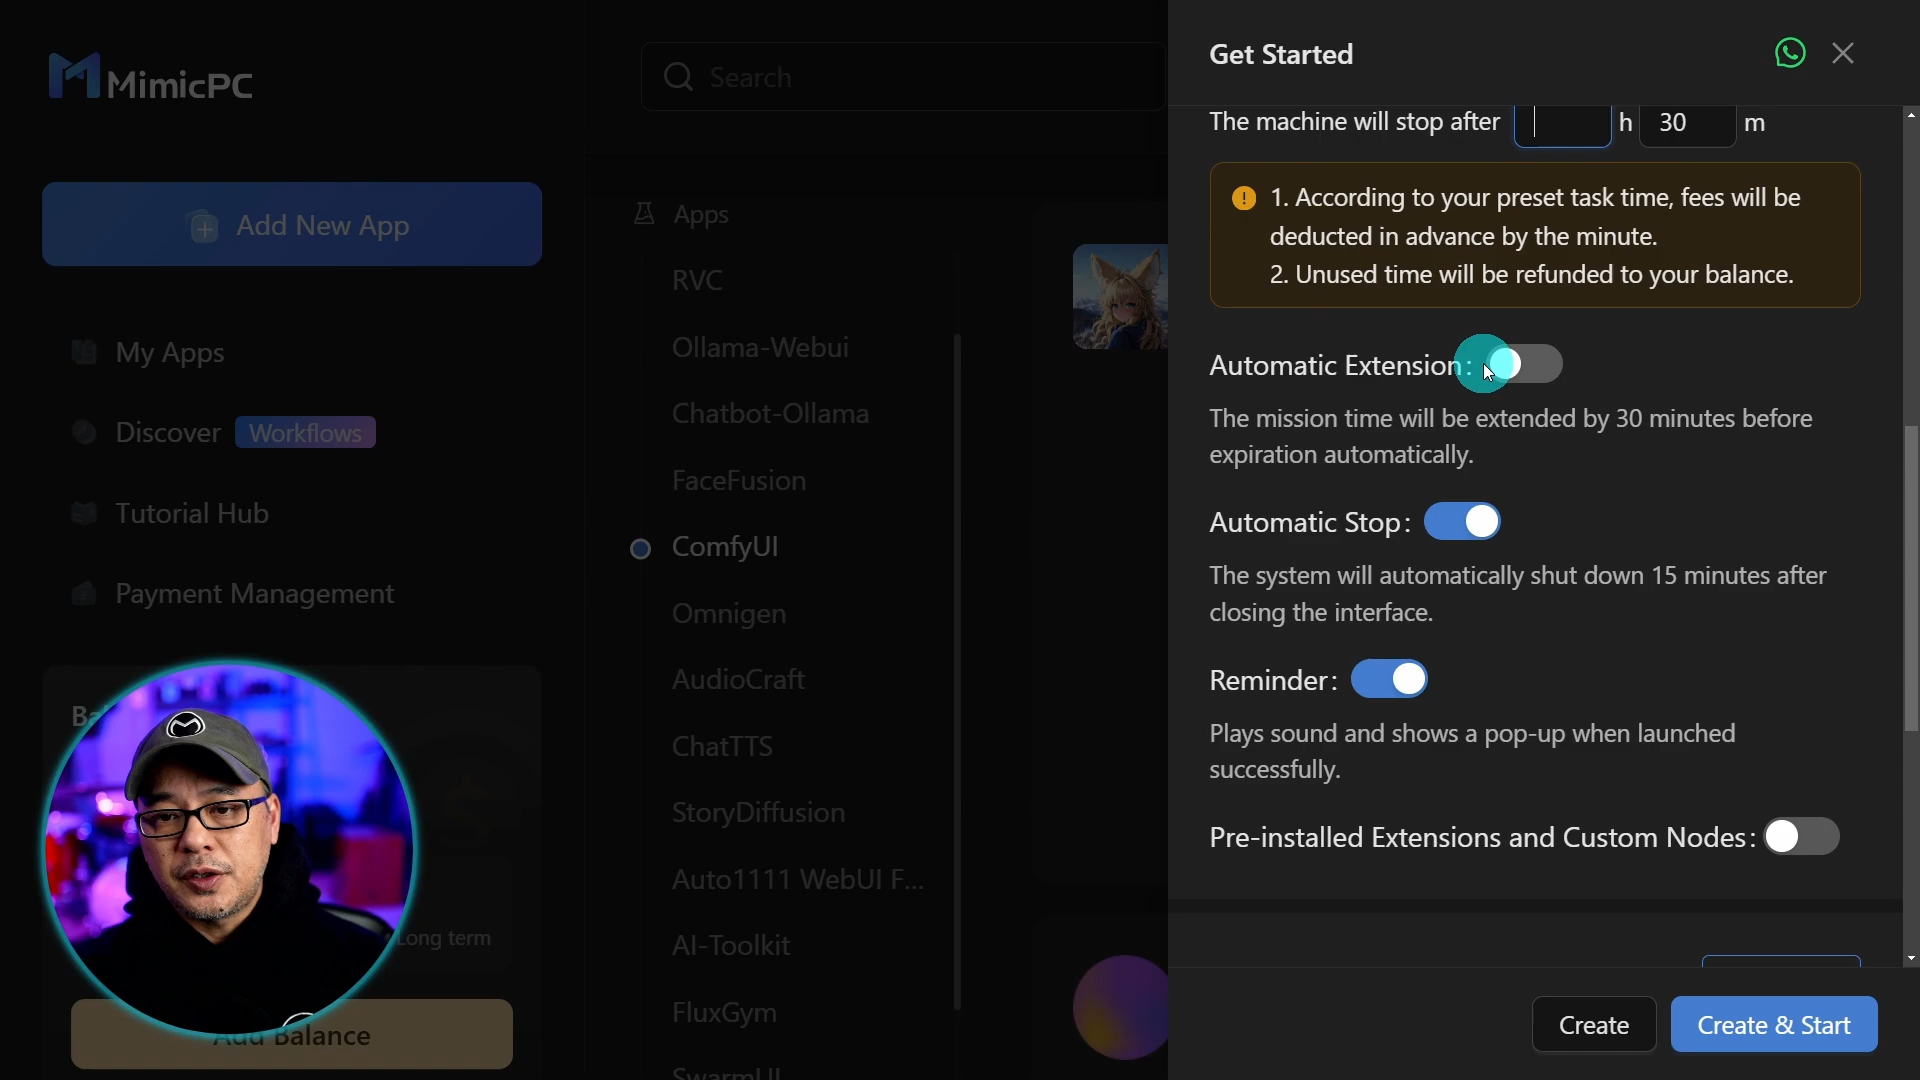 MimicPC
Search
Add New App
My Apps
Discover Workflows
Tutorial Hub
Payment Management
Long term
Add Balance
Apps
RVC
Ollama-Webui
Chatbot-Ollama
FaceFusion
ComfyUI
Omnigen
AudioCraft
ChatTTS
StoryDiffusion
Auto1111 WebUI F...
AI-Toolkit
FluxGym
Get Started
The machine will stop after h 30 m
1. According to your preset task time, fees will be
deducted in advance by the minute.
2. Unused time will be refunded to your balance.
Automatic Extension:
The mission time will be extended by 30 minutes before
expiration automatically.
Automatic Stop:
The system will automatically shut down 15 minutes after
closing the interface.
Reminder:
Plays sound and shows a pop-up when launched
successfully.
Pre-installed Extensions and Custom Nodes:
Create
Create & Start